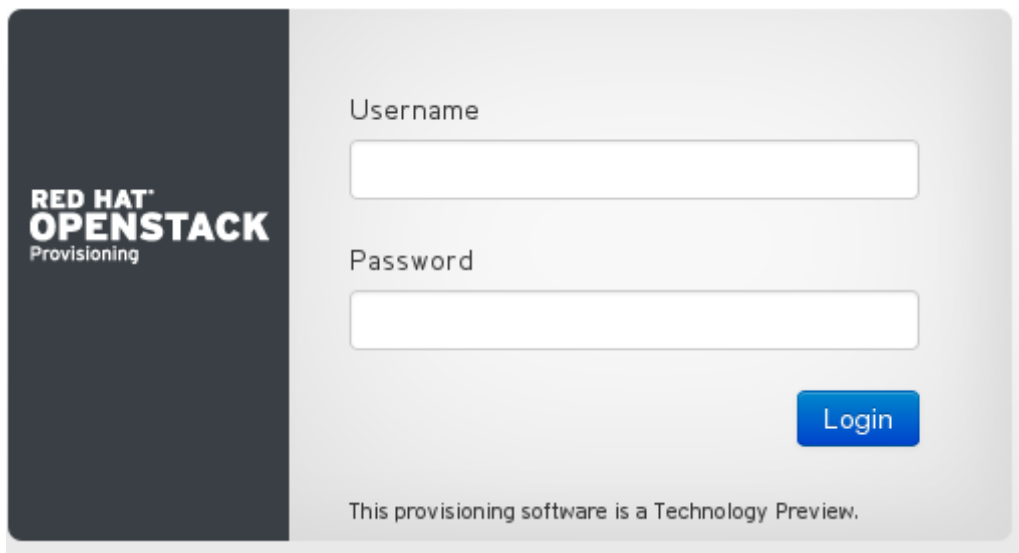 RED HAT®
OPENSTACK
Provisioning
Username
Password
Login
This provisioning software is a Technology Preview.